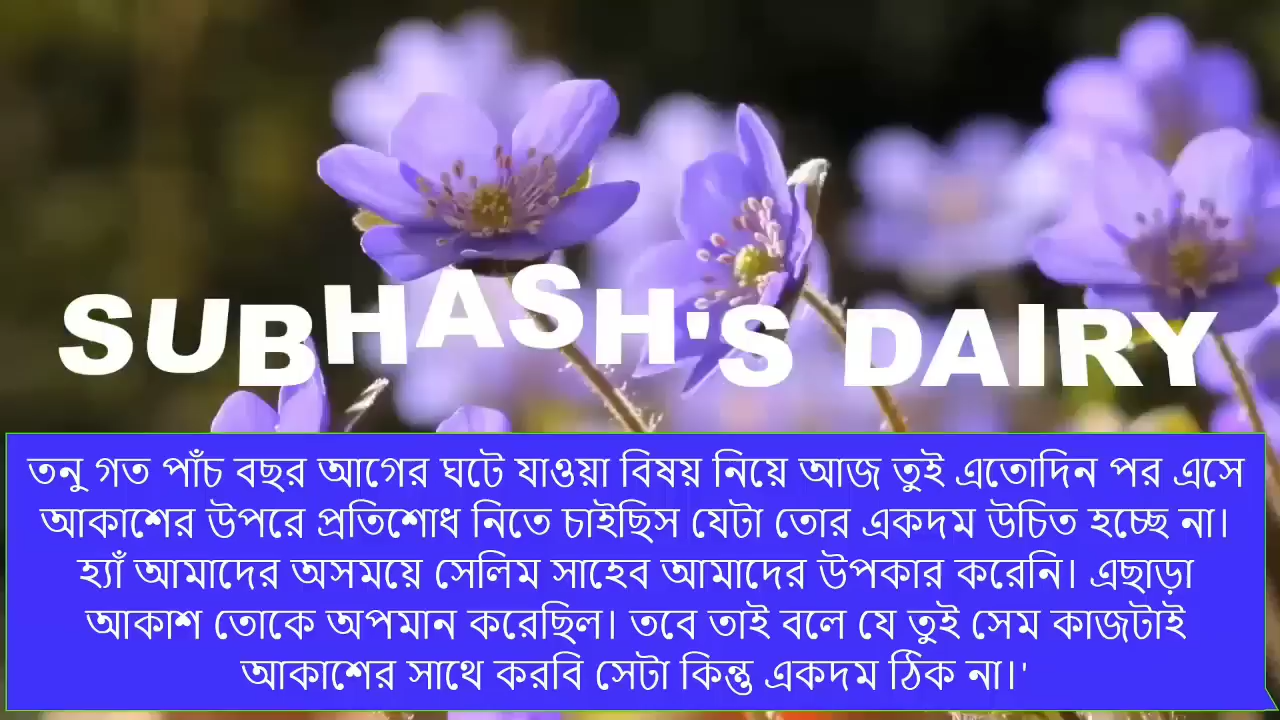 SUBHASH'S DAIRY
তনু গত পাঁচ বছর আগের ঘটে যাওয়া বিষয় নিয়ে আজ তুই এতোদিন পর এসে
আকাশের উপরে প্রতিশোধ নিতে চাইছিস যেটা তোর একদম উচিত হচ্ছে না।
হ্যাঁ আমাদের অসময়ে সেলিম সাহেব আমাদের উপকার করেনি। এছাড়া
আকাশ তোকে অপমান করেছিল। তবে তাই বলে যে তুই সেম কাজটাই
আকাশের সাথে করবি সেটা কিন্তু একদম ঠিক না।'